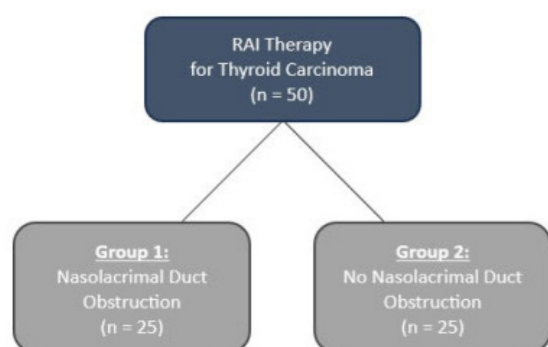 RAI Therapy
for Thyroid Carcinoma
(n = 50)
Group 1:
Nasolacrimal Duct
Obstruction
(n = 25)
Group 2:
No Nasolacrimal Duct
Obstruction
(n = 25)